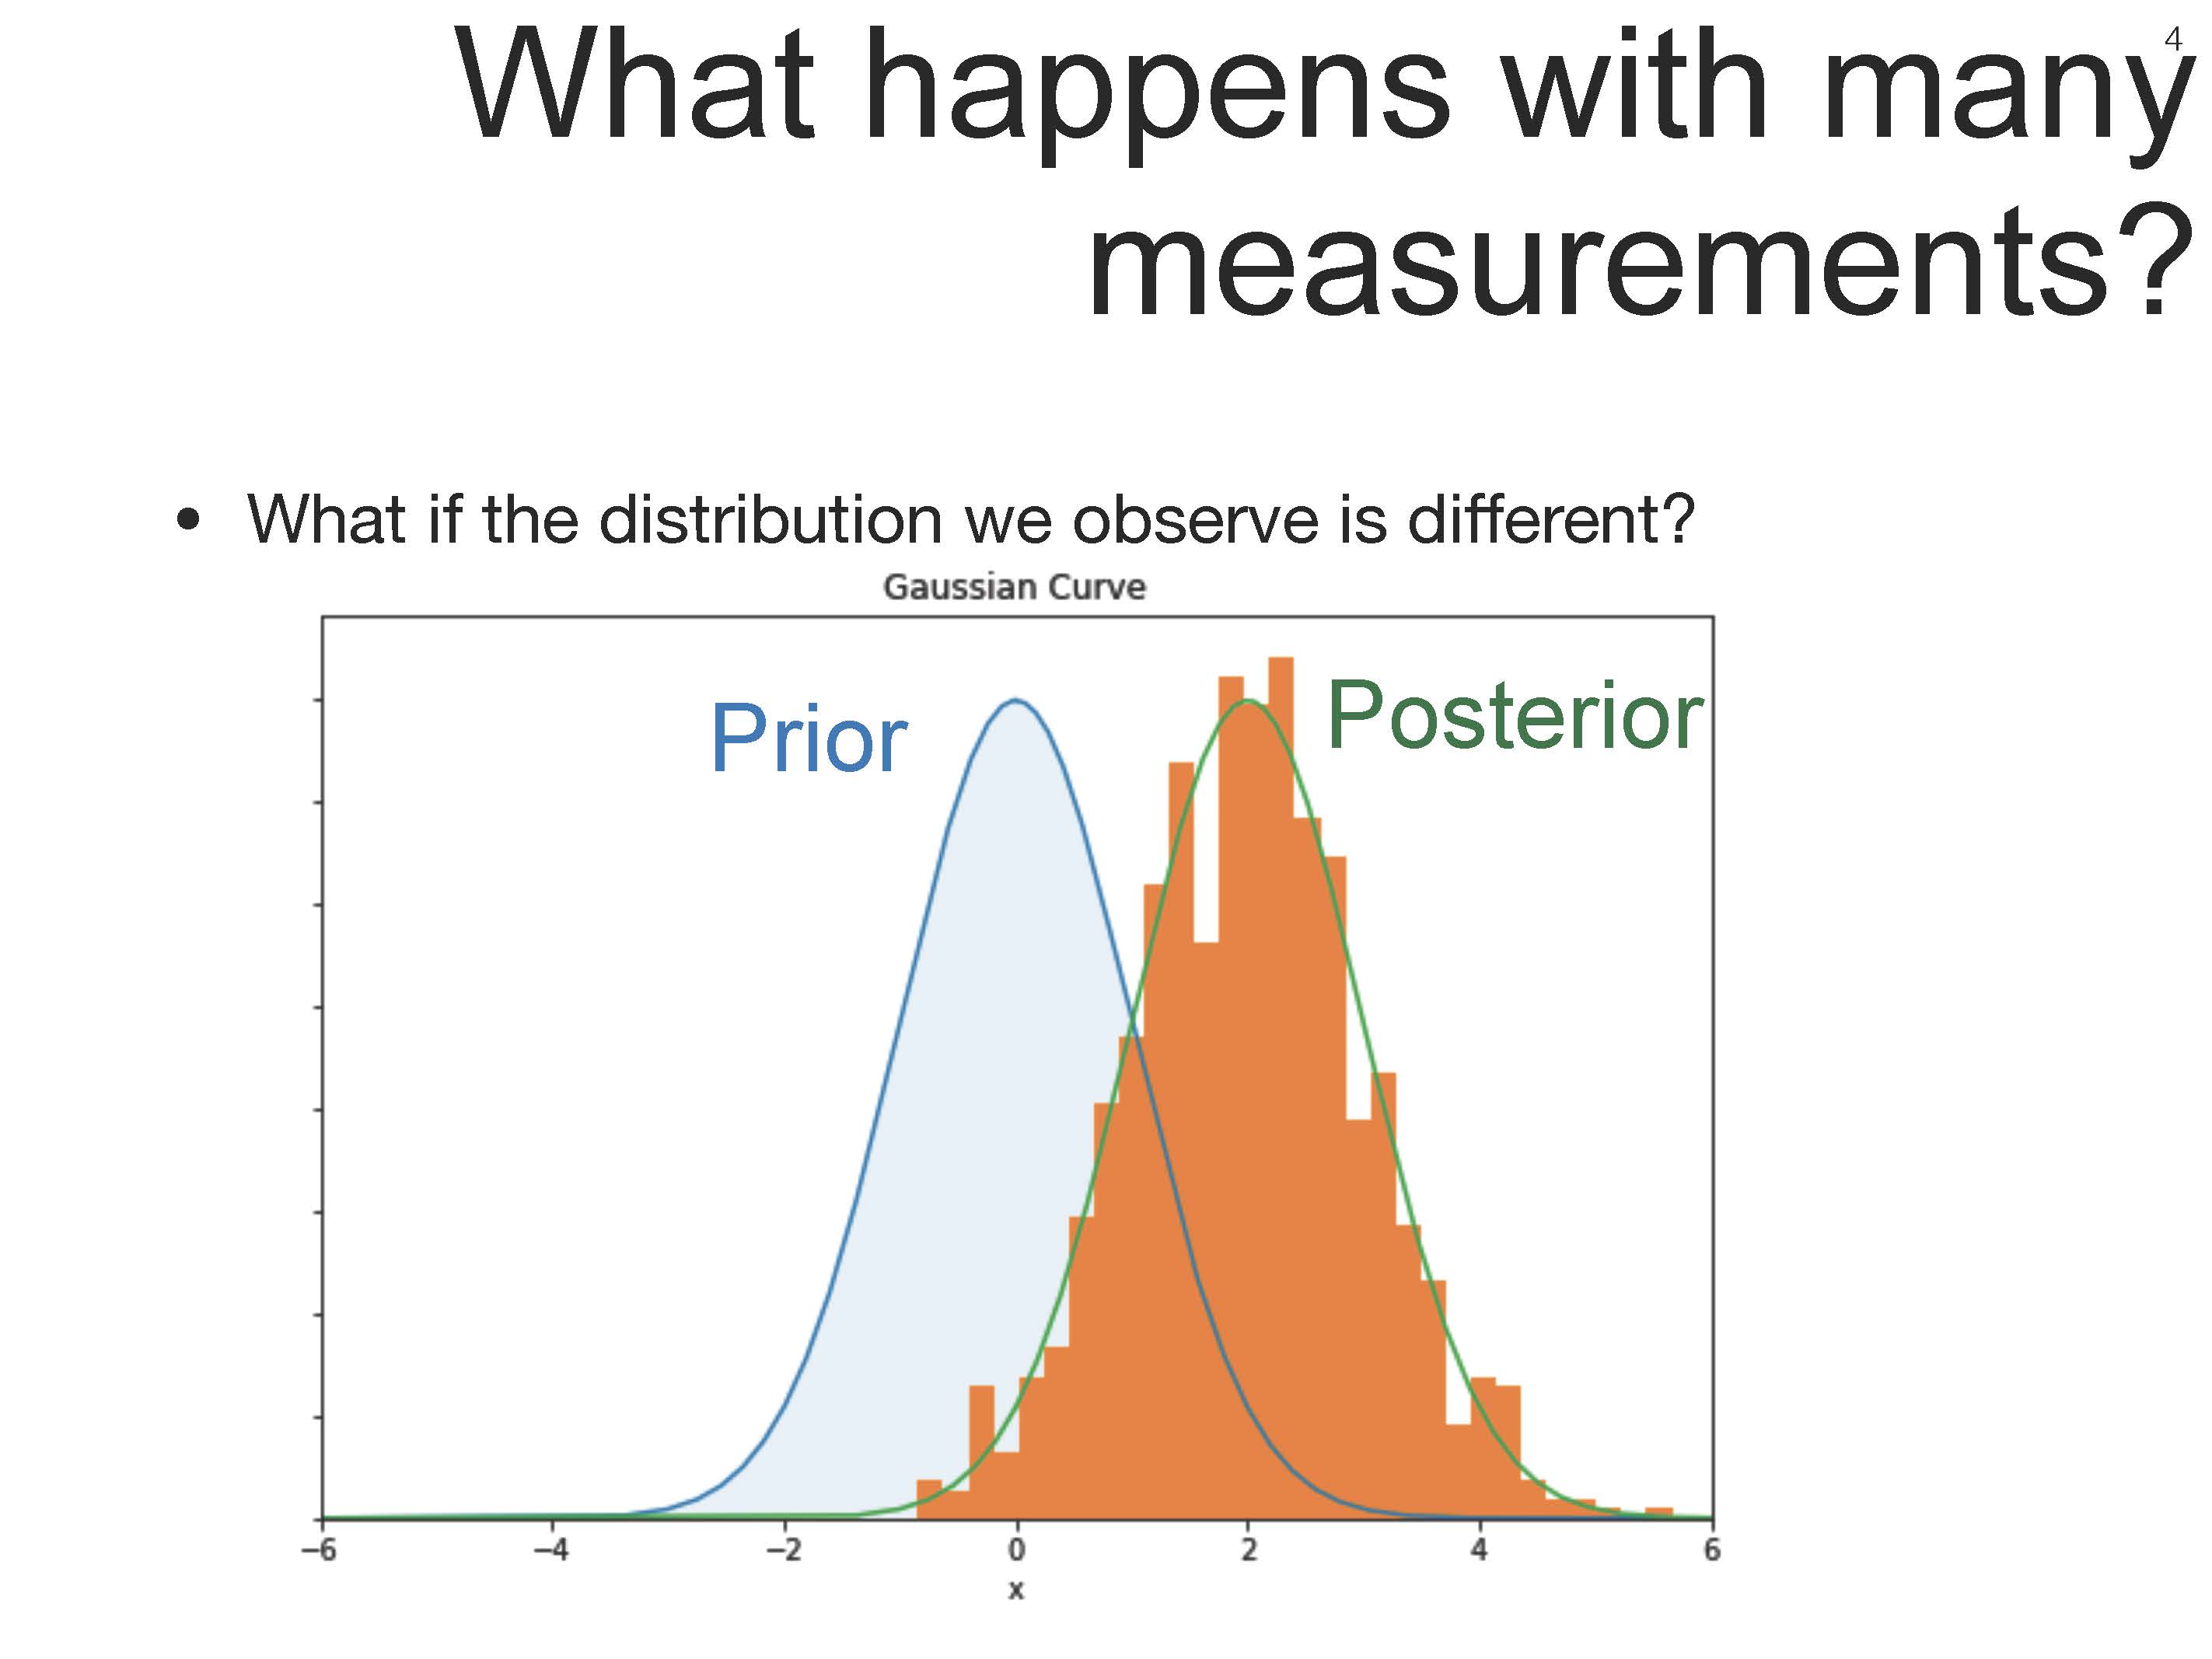 4
What happens with many
measurements?
• What if the distribution we observe is different?
Gaussian Curve
Prior
Posterior
−6 −4 −2 0 2 4 6
x